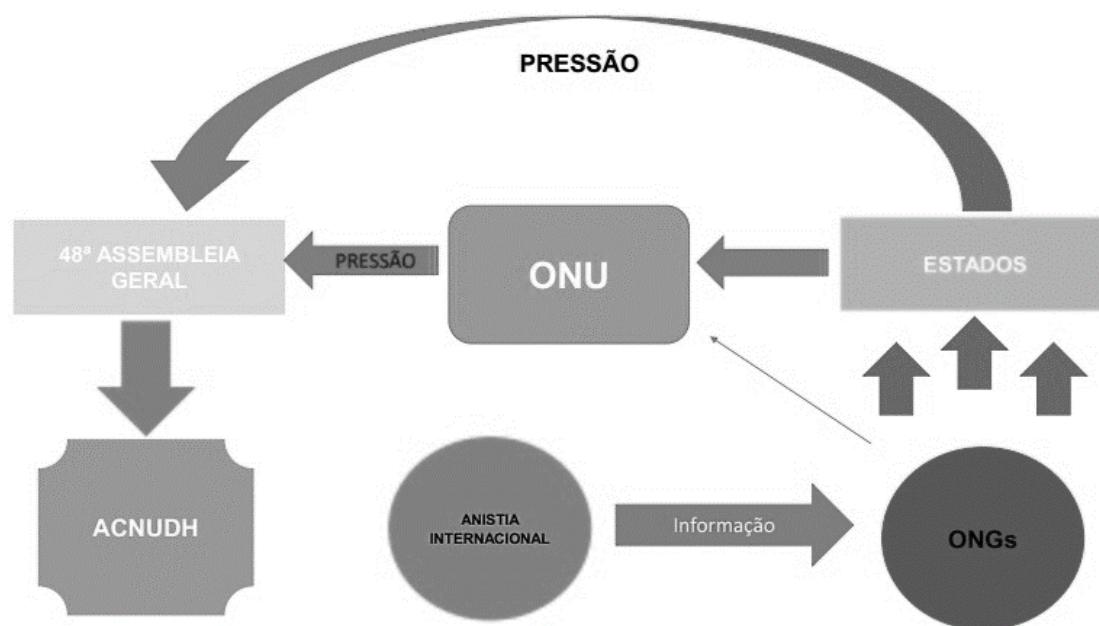 PRESSÃO
48ª ASSEMBLEIA
GERAL
PRESSÃO
ONU
ESTADOS
ACNUDH
ANISTIA
INTERNACIONAL
Informação
ONGs